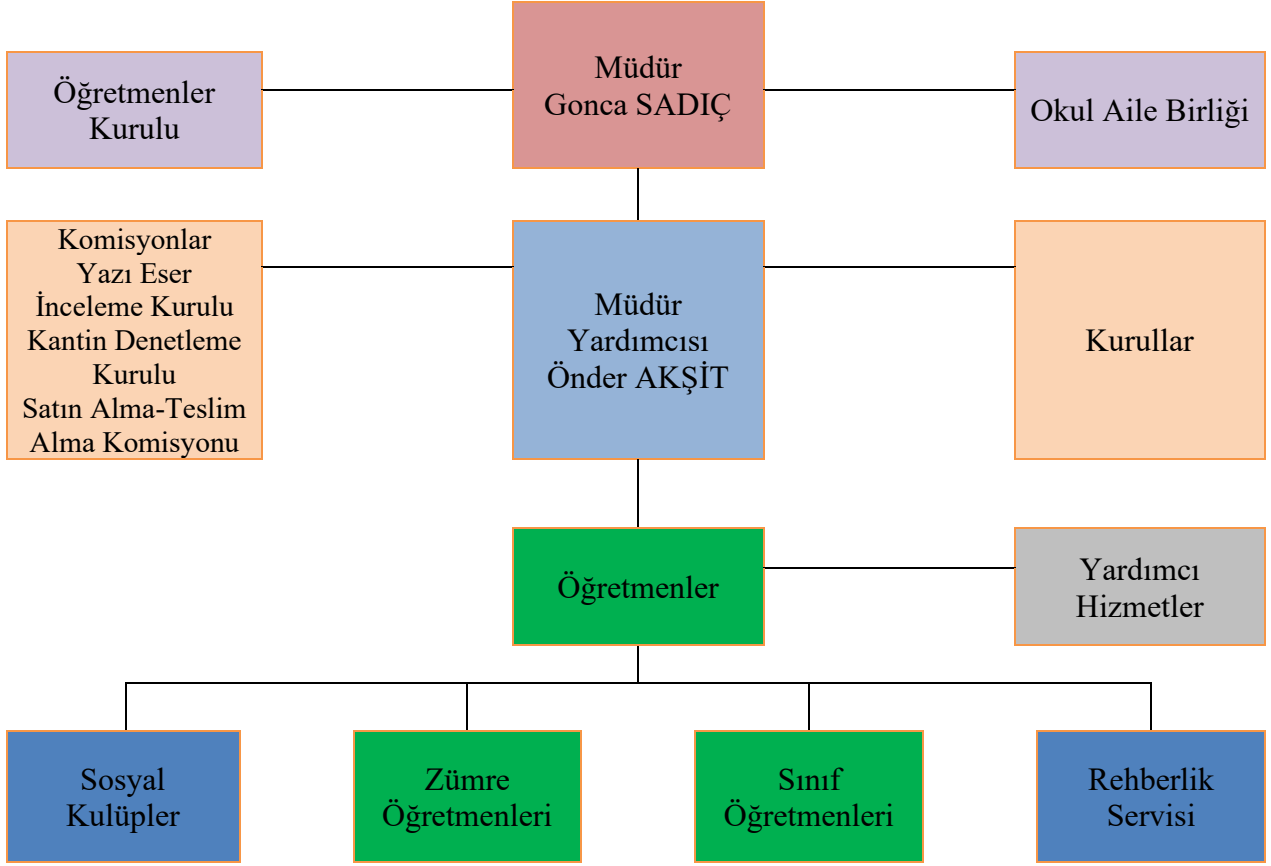 Müdür
Gonca SADIÇ
Öğretmenler
Kurulu
Okul Aile Birliği
Komisyonlar
Yazı Eser
İnceleme Kurulu
Kantin Denetleme
Kurulu
Satın Alma-Teslim
Alma Komisyonu
Müdür
Yardımcısı
Önder AKŞİT
Kurullar
Öğretmenler
Yardımcı
Hizmetler
Sosyal
Kulüpler
Zümre
Öğretmenleri
Sınıf
Öğretmenleri
Rehberlik
Servisi